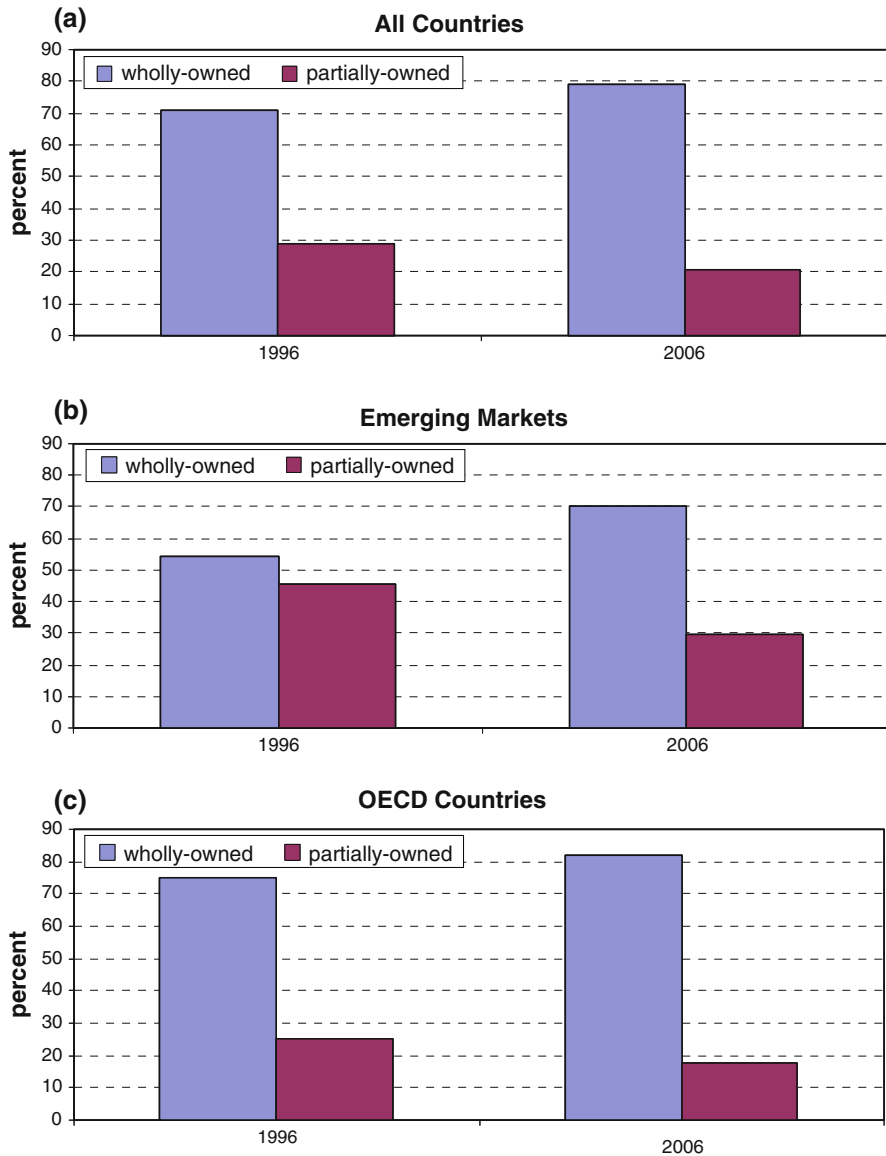 (a)
All Countries
90
80
70
60
50
40
30
20
10
0
percent
wholly-owned partially-owned
1996 2006
(b)
Emerging Markets
90
80
70
60
50
40
30
20
10
0
percent
wholly-owned partially-owned
1996 2006
(c)
OECD Countries
90
80
70
60
50
40
30
20
10
0
percent
wholly-owned partially-owned
1996 2006